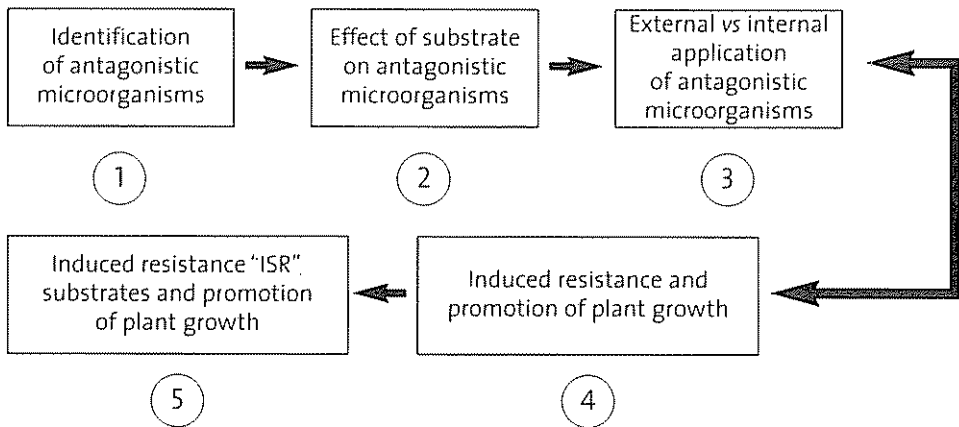 Identification
of antagonistic
microorganisms
Effect of substrate
on antagonistic
microorganisms
External vs internal
application
of antagonistic
microorganisms
1
2
3
Induced resistance "ISR",
substrates and promotion
of plant growth
Induced resistance and
promotion of plant growth
5
4